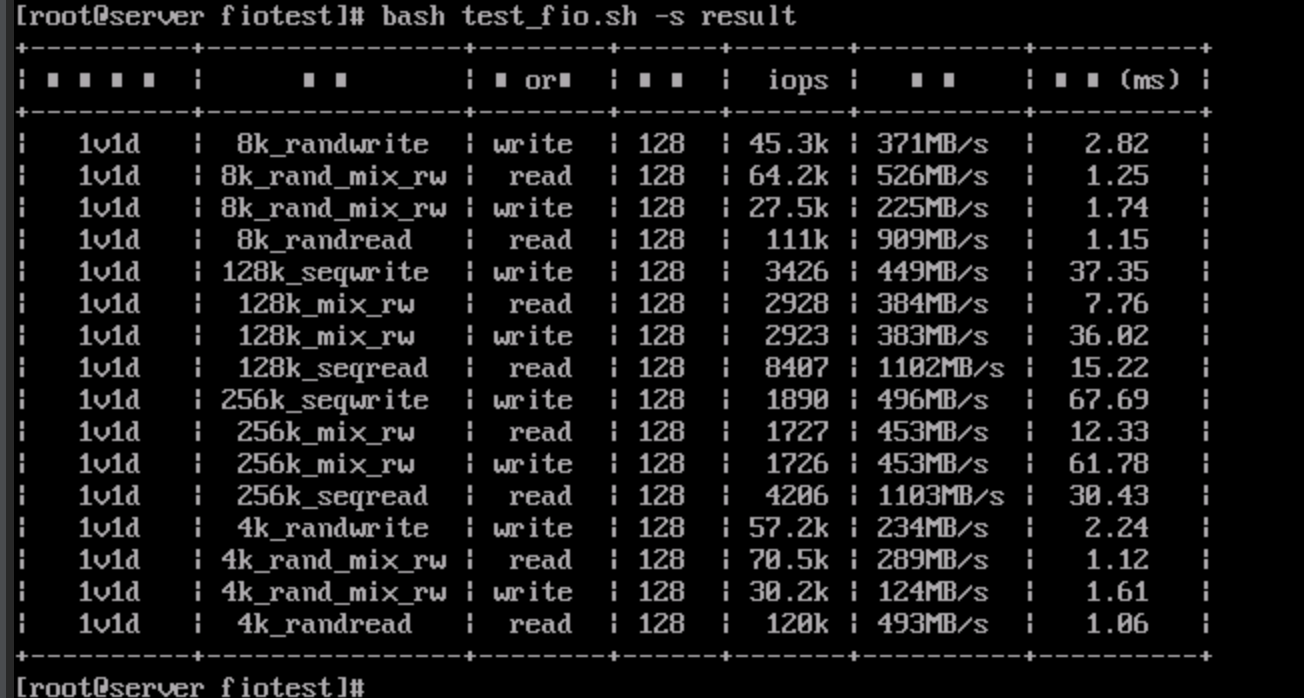 [root@server fiotest]# bash test_fio.sh -s result
+----------+----------------+--------+------+-------+----------+----------+
| ■ ■ ■ ■ | ■ ■ | ■ or■ | ■ ■ | iops | ■ ■ | ■ ■ (ms) |
+----------+----------------+--------+------+-------+----------+----------+
| 1v1d | 8k_randwrite | write | 128 | 45.3k | 371MB/s | 2.82 |
| 1v1d | 8k_rand_mix_rw | read | 128 | 64.2k | 526MB/s | 1.25 |
| 1v1d | 8k_rand_mix_rw | write | 128 | 27.5k | 225MB/s | 1.74 |
| 1v1d | 8k_randread | read | 128 | 111k | 909MB/s | 1.15 |
| 1v1d | 128k_seqwrite | write | 128 | 3426 | 449MB/s | 37.35 |
| 1v1d | 128k_mix_rw | read | 128 | 2928 | 384MB/s | 7.76 |
| 1v1d | 128k_mix_rw | write | 128 | 2923 | 383MB/s | 36.02 |
| 1v1d | 128k_seqread | read | 128 | 8407 | 1102MB/s | 15.22 |
| 1v1d | 256k_seqwrite | write | 128 | 1890 | 496MB/s | 67.69 |
| 1v1d | 256k_mix_rw | read | 128 | 1727 | 453MB/s | 12.33 |
| 1v1d | 256k_mix_rw | write | 128 | 1726 | 453MB/s | 61.78 |
| 1v1d | 256k_seqread | read | 128 | 4206 | 1103MB/s | 30.43 |
| 1v1d | 4k_randwrite | write | 128 | 57.2k | 234MB/s | 2.24 |
| 1v1d | 4k_rand_mix_rw | read | 128 | 70.5k | 289MB/s | 1.12 |
| 1v1d | 4k_rand_mix_rw | write | 128 | 30.2k | 124MB/s | 1.61 |
| 1v1d | 4k_randread | read | 128 | 120k | 493MB/s | 1.06 |
+----------+----------------+--------+------+-------+----------+----------+
[root@server fiotest]#